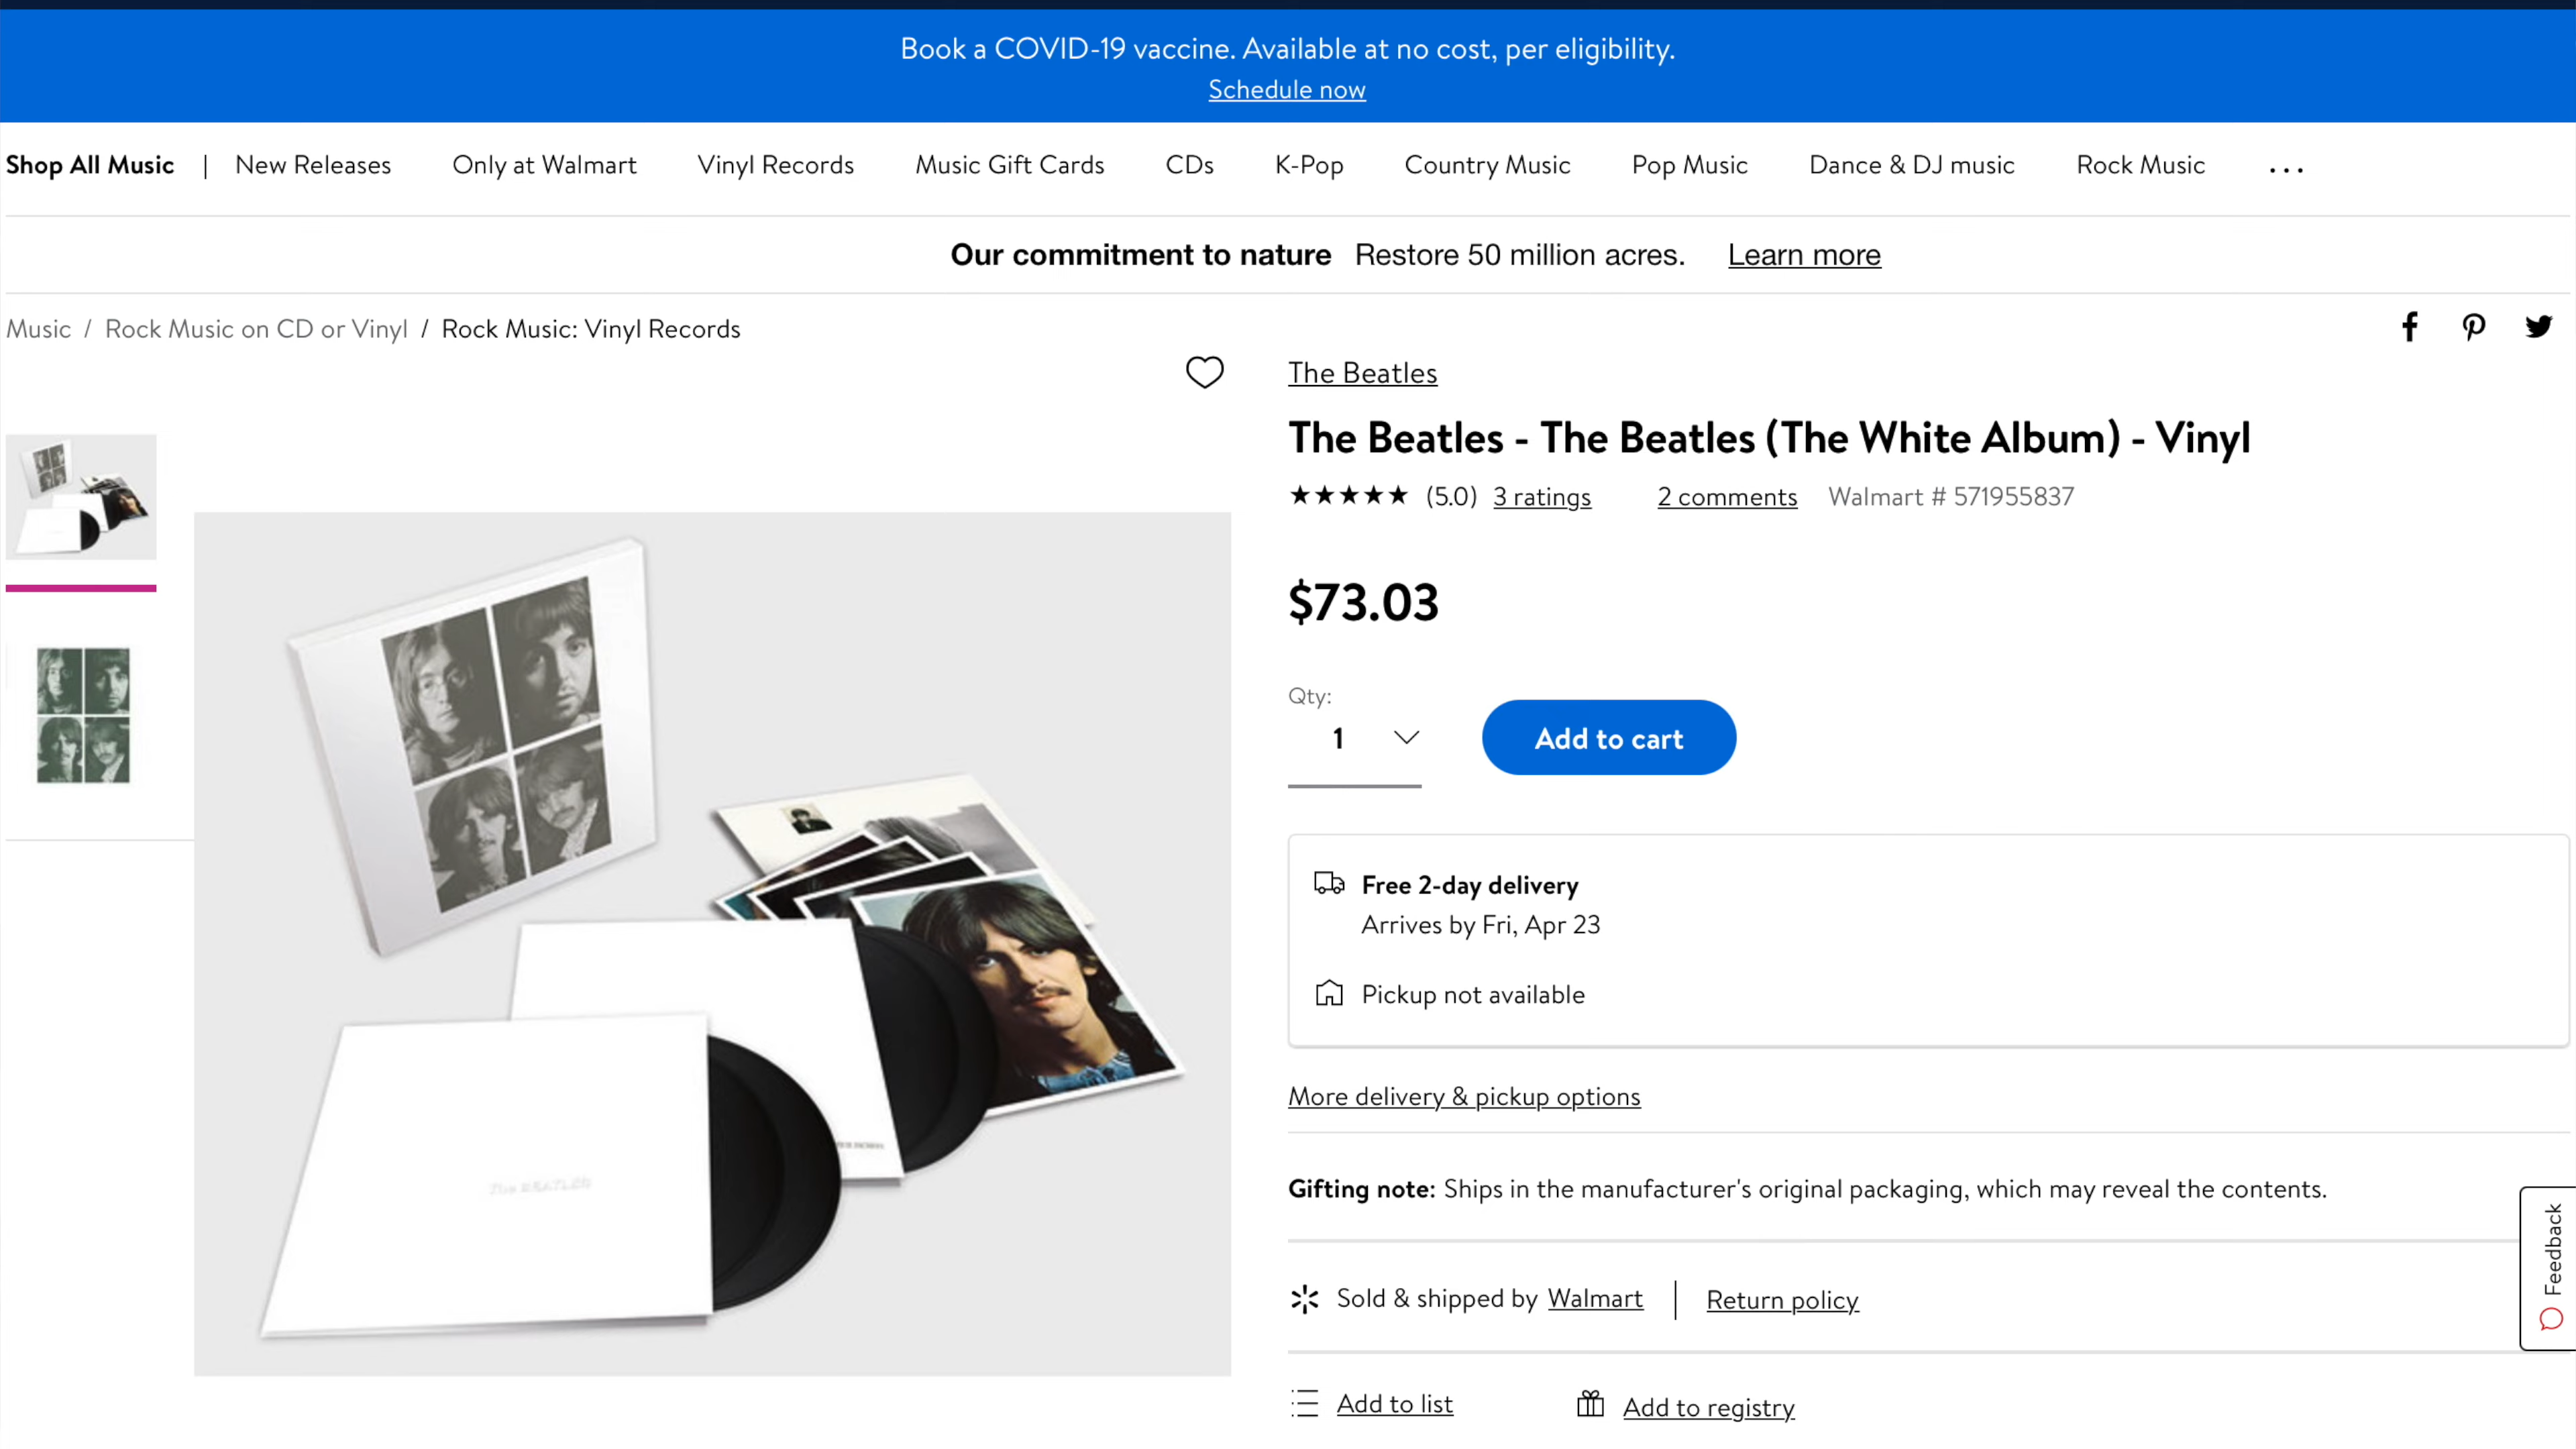 Book a COVID-19 vaccine. Available at no cost, per eligibility.
Schedule now
Shop All Music | New Releases Only at Walmart Vinyl Records Music Gift Cards CDs K-Pop Country Music Pop Music Dance & DJ music Rock Music ...
Our commitment to nature Restore 50 million acres. Learn more
Music / Rock Music on CD or Vinyl / Rock Music: Vinyl Records
The Beatles
The Beatles - The Beatles (The White Album) - Vinyl
(5.0) 3 ratings 2 comments Walmart # 571955837
$73.03
Qty:
1
Add to cart
Free 2-day delivery
Arrives by Fri, Apr 23
Pickup not available
More delivery & pickup options
Gifting note: Ships in the manufacturer's original packaging, which may reveal the contents.
Sold & shipped by Walmart | Return policy
Add to list Add to registry
Feedback
The BEATLES